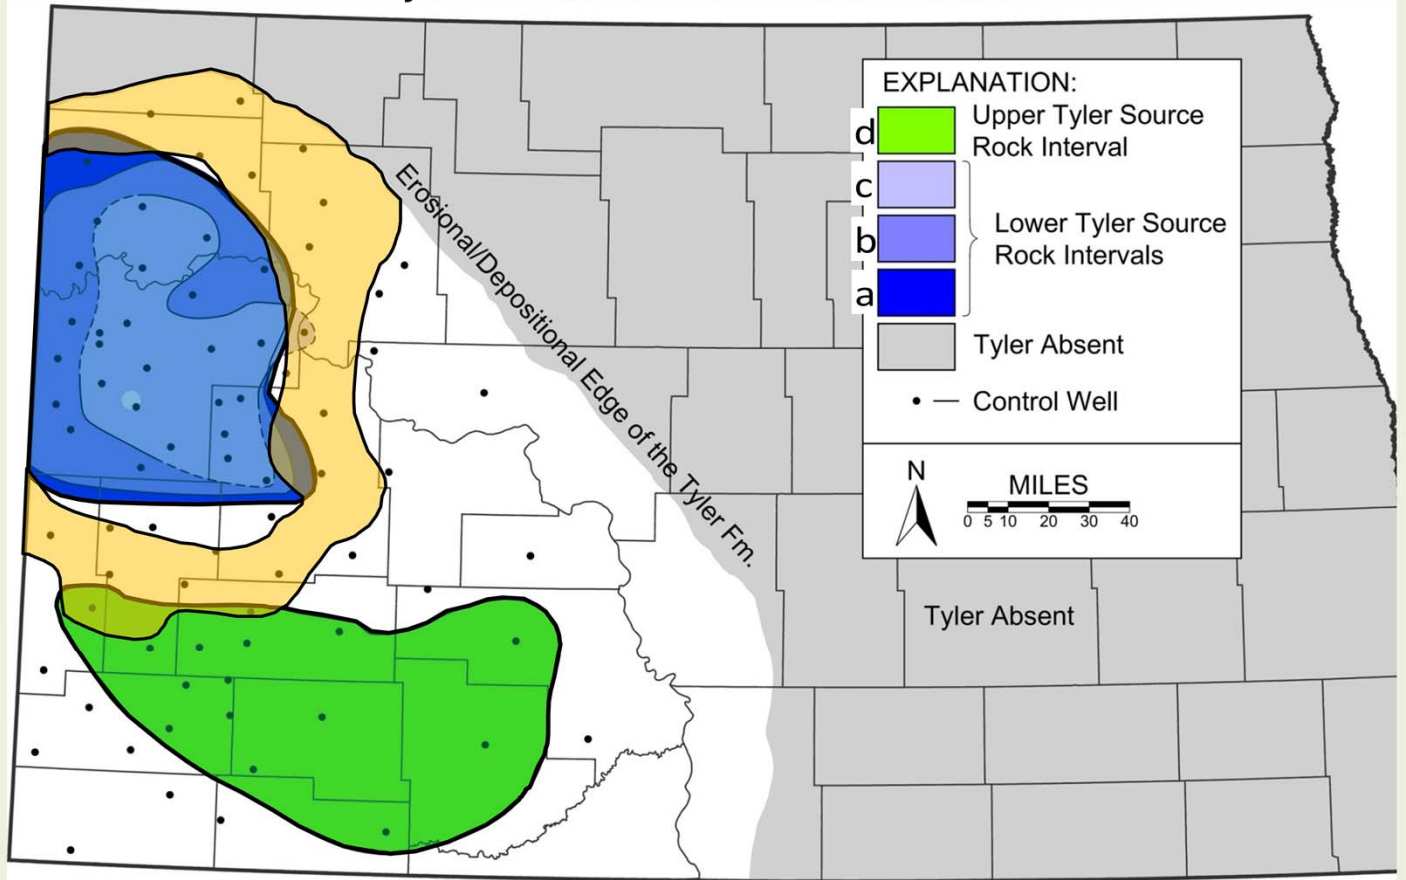 Erosional/Depositional Edge of the Tyler Fm.
EXPLANATION:
d
Upper Tyler Source
Rock Interval
c
b
a
Lower Tyler Source
Rock Intervals
Tyler Absent
Control Well
N
MILES
0 5 10 20 30 40
Tyler Absent